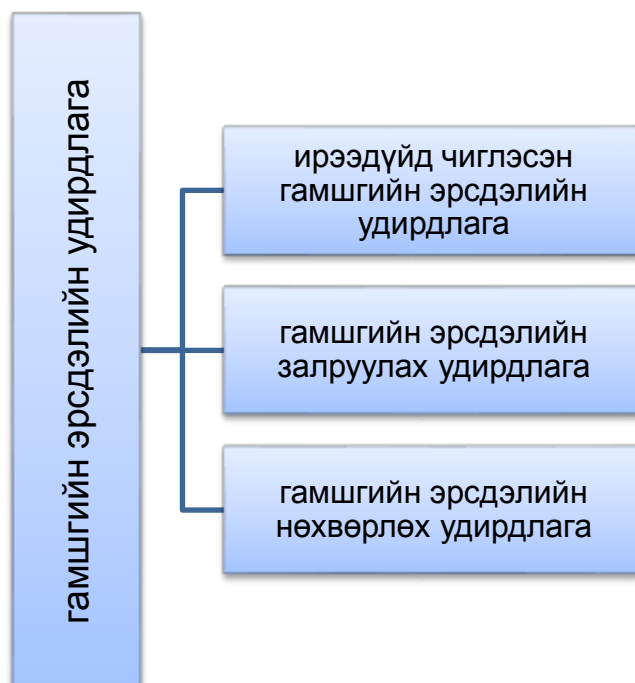 гамшгийн эрсдэлийн удирдлага
ирээдүйд чиглэсэн
гамшгийн эрсдэлийн
удирдлага
гамшгийн эрсдэлийн
залруулах удирдлага
гамшгийн эрсдэлийн
нөхвөрлөх удирдлага